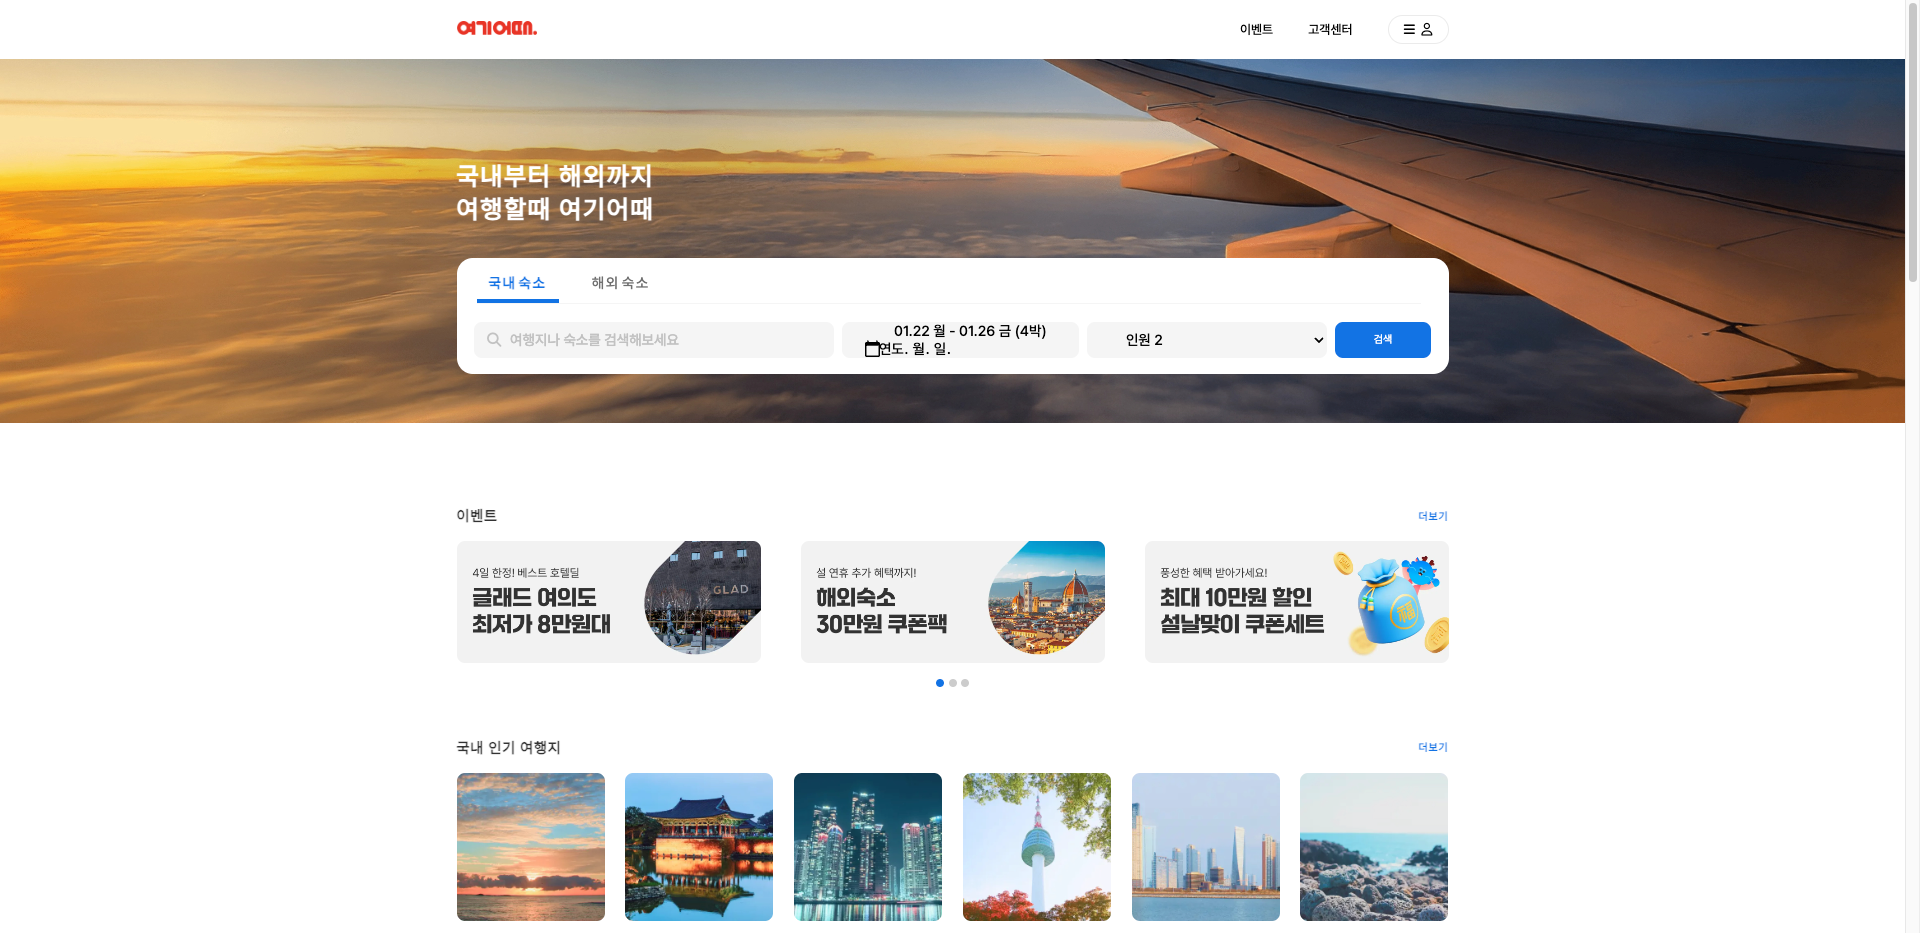 여기어때.
이벤트
고객센터
국내부터 해외까지
여행할때 여기어때
국내 숙소
해외 숙소
여행지나 숙소를 검색해보세요
01.22 월 - 01.26 금 (4박)
연도. 월. 일.
인원 2
검색
이벤트
더보기
4일 한정! 베스트 호텔딜
글래드 여의도
최저가 8만원대
GLAD
설 연휴 추가 혜택까지!
해외숙소
30만원 쿠폰팩
풍성한 혜택 받아가세요!
최대 10만원 할인
설날맞이 쿠폰세트
福
국내 인기 여행지
더보기